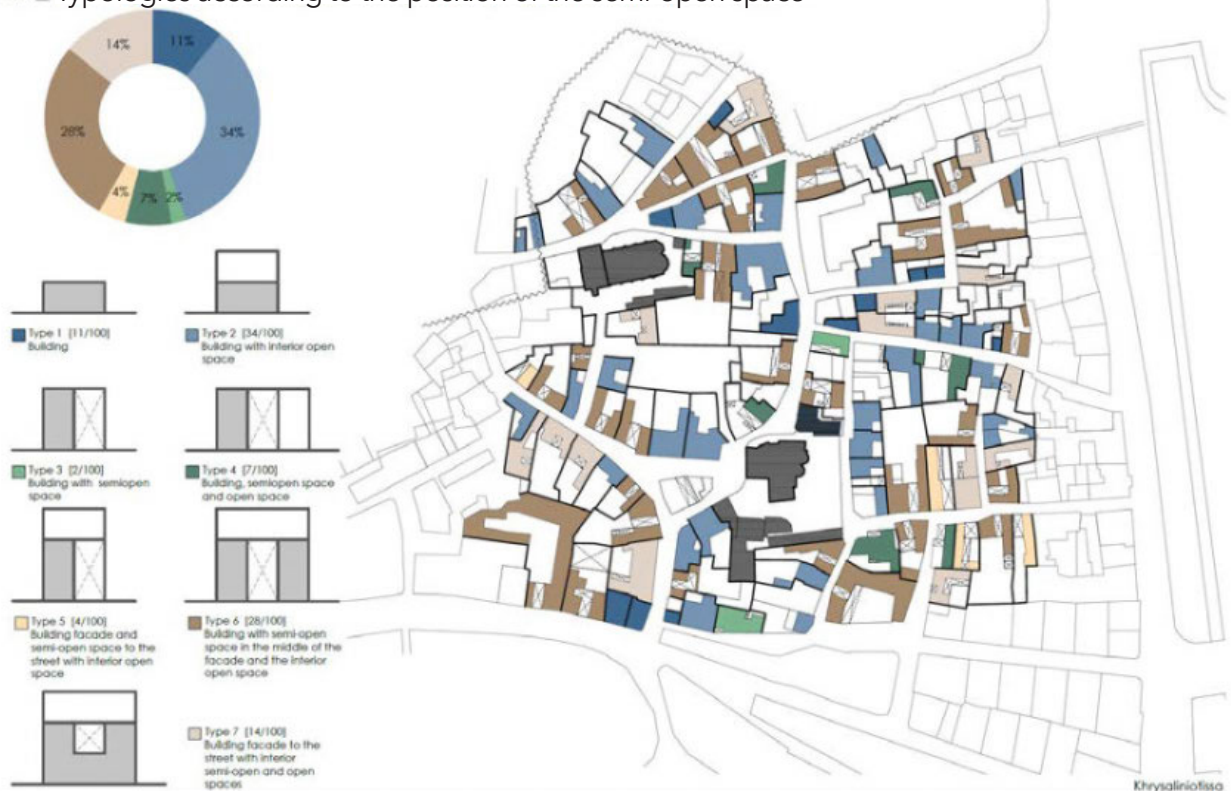 Typologies according to the position of the semi-open space
14%
11%
28%
34%
4%
7%
2%
Type 1 [11/100]
Building
Type 2 [34/100]
Building with interior open
space
Type 3 [2/100]
Building with semiopen
space
Type 4 [7/100]
Building, semiopen space
and open space
Type 5 [4/100]
Building facade and
semi-open space to the
street with interior open
space
Type 6 [28/100]
Building with semi-open
space in the middle of the
facade and the interior
open space
Type 7 [14/100]
Building facade to the
street with interior
semi-open and open
spaces
Khrysaliniotissa